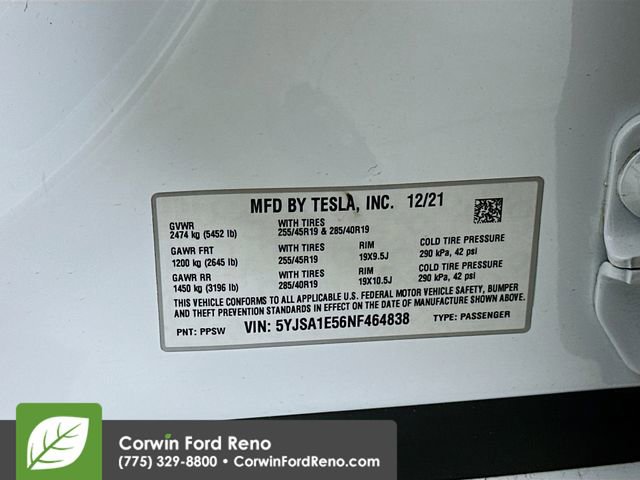 MFD BY TESLA, INC. 12/21
GVWR WITH TIRES
2474 kg (5452 lb) 255/45R19 & 285/40R19
GAWR FRT WITH TIRES RIM COLD TIRE PRESSURE
1200 kg (2645 lb) 255/45R19 19X9.5J 290 kPa, 42 psi
GAWR RR WITH TIRES RIM COLD TIRE PRESSURE
1450 kg (3196 lb) 285/40R19 19X10.5J 290 kPa, 42 psi
THIS VEHICLE CONFORMS TO ALL APPLICABLE U.S. FEDERAL MOTOR VEHICLE SAFETY, BUMPER
AND THEFT PREVENTION STANDARDS IN EFFECT ON THE DATE OF MANUFACTURE SHOWN ABOVE.
PNT: PPSW VIN: 5YJSA1E56NF464838 TYPE: PASSENGER
Corwin Ford Reno
(775) 329-8800 • CorwinFordReno.com